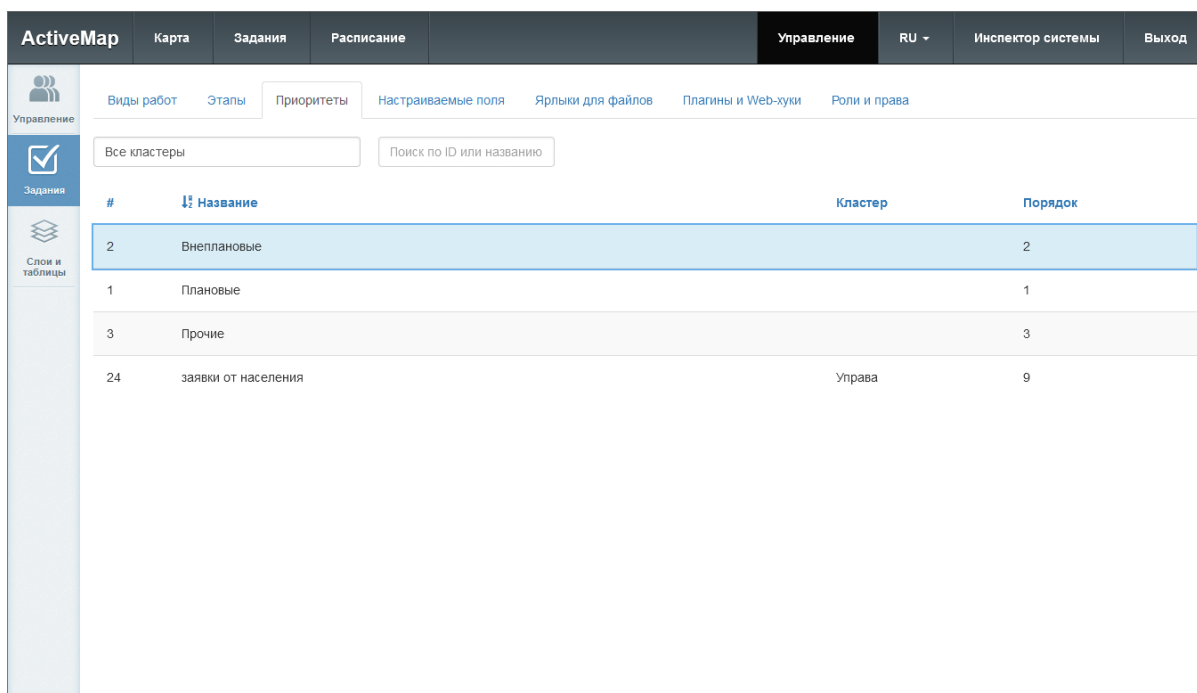 ActiveMap Карта Задания Расписание Управление RU Инспектор системы Выход
Управление
Задания
Слои и
таблицы
Виды работ Этапы Приоритеты Настраиваемые поля Ярлыки для файлов Плагины и Web-хуки Роли и права
Все кластеры Поиск по ID или названию
# Название Кластер Порядок
2 Внеплановые 2
1 Плановые 1
3 Прочие 3
24 заявки от населения Управа 9